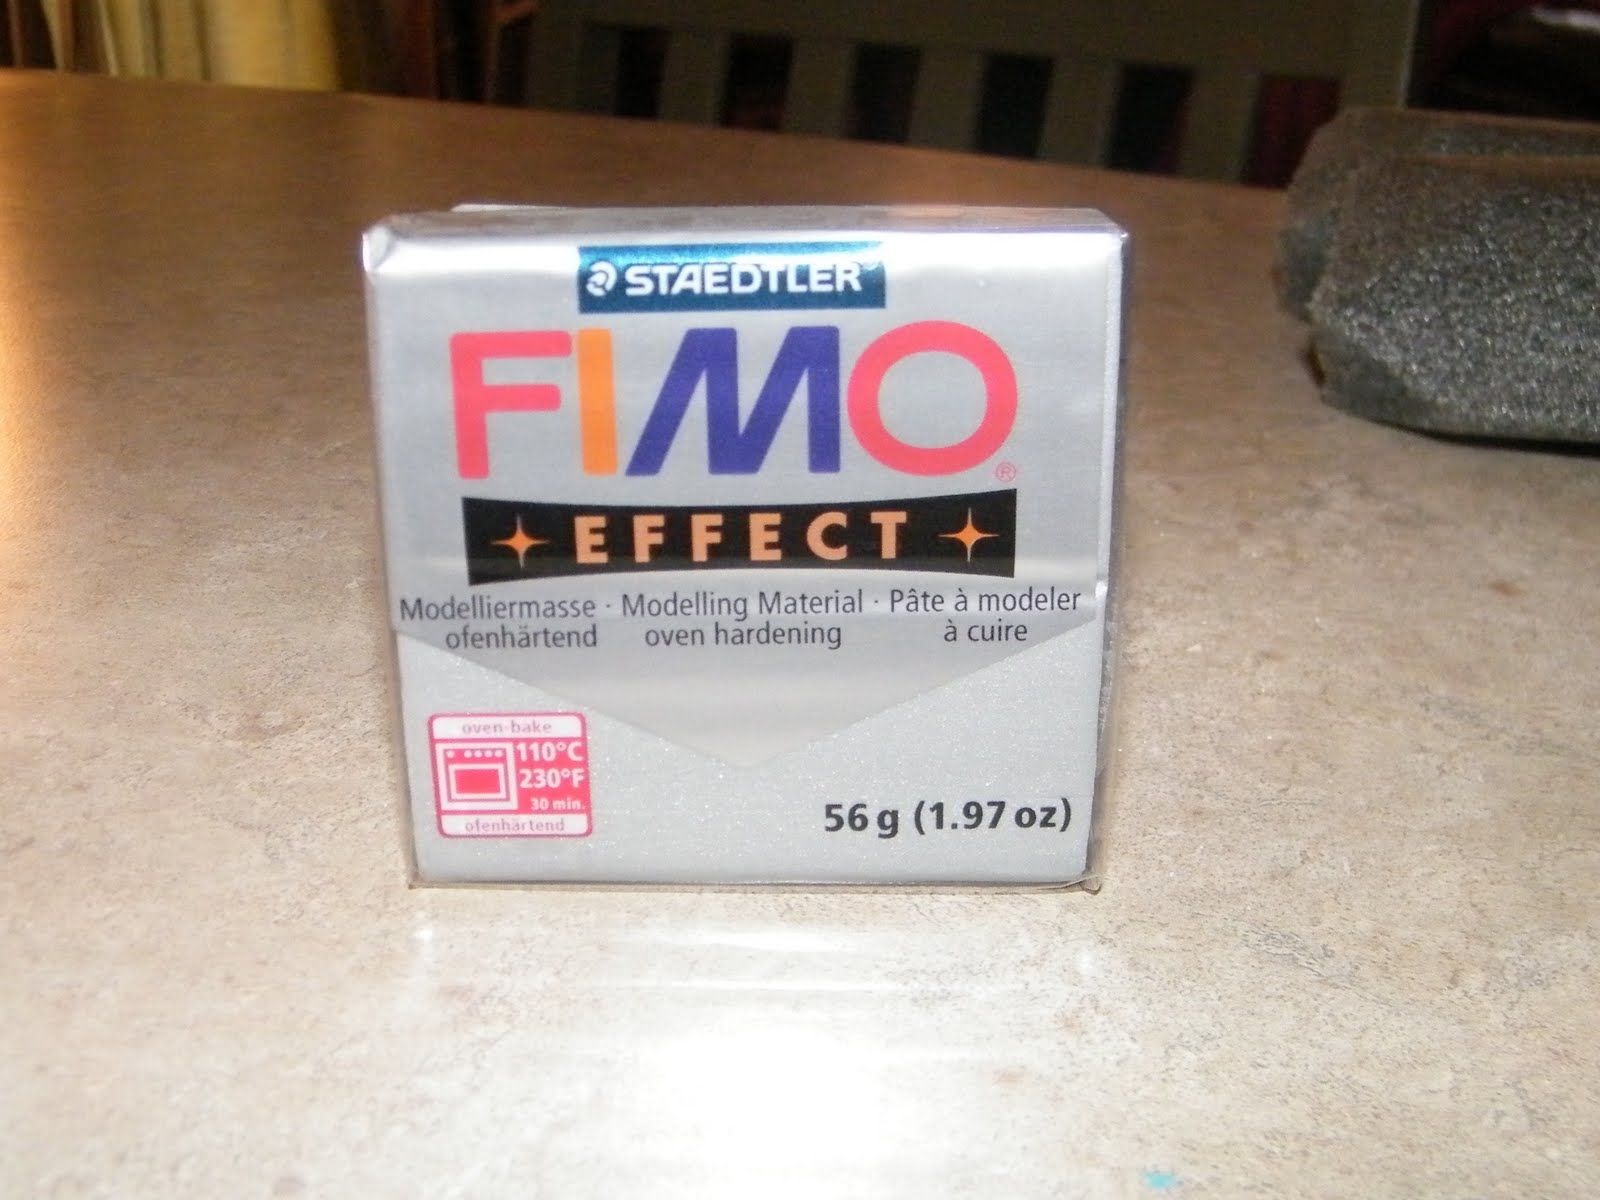 STAEDTLER
FIMO®
EFFECT
Modelliermasse · Modelling Material · Pâte à modeler
ofenhärtend oven hardening à cuire
oven-bake
110°C
230°F
30 min.
ofenhärtend
56 g (1.97 oz)